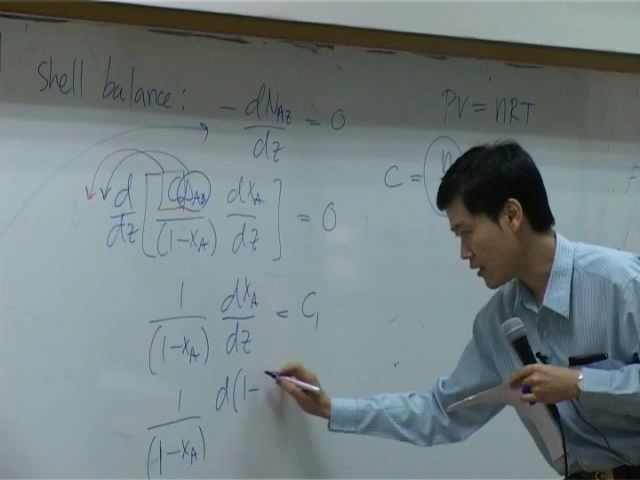 Shell balance:
- dN_AZ/dz = 0
PV = nRT
C = n
d/dz [ CD_AB/(1-x_A) dx_A/dz ] = 0
1/(1-x_A) dx_A/dz = C_1
1/(1-x_A) d(1-